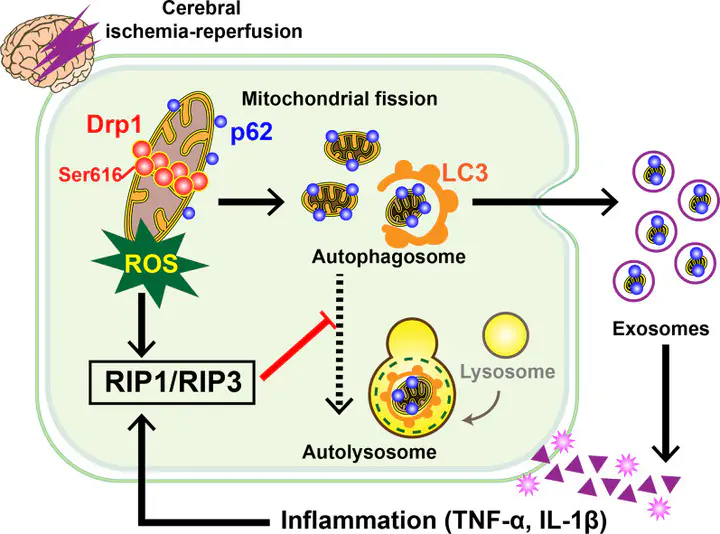 Cerebral
ischemia-reperfusion
Mitochondrial fission
Drp1
p62
Ser616
LC3
ROS
Autophagosome
Exosomes
RIP1/RIP3
Lysosome
Autolysosome
Inflammation (TNF-α, IL-1β)